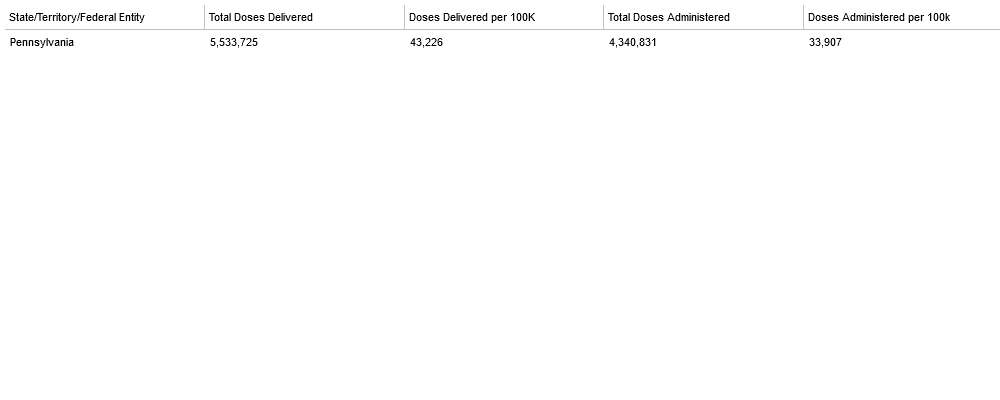 State/Territory/Federal Entity Total Doses Delivered Doses Delivered per 100K Total Doses Administered Doses Administered per 100k
Pennsylvania 5,533,725 43,226 4,340,831 33,907